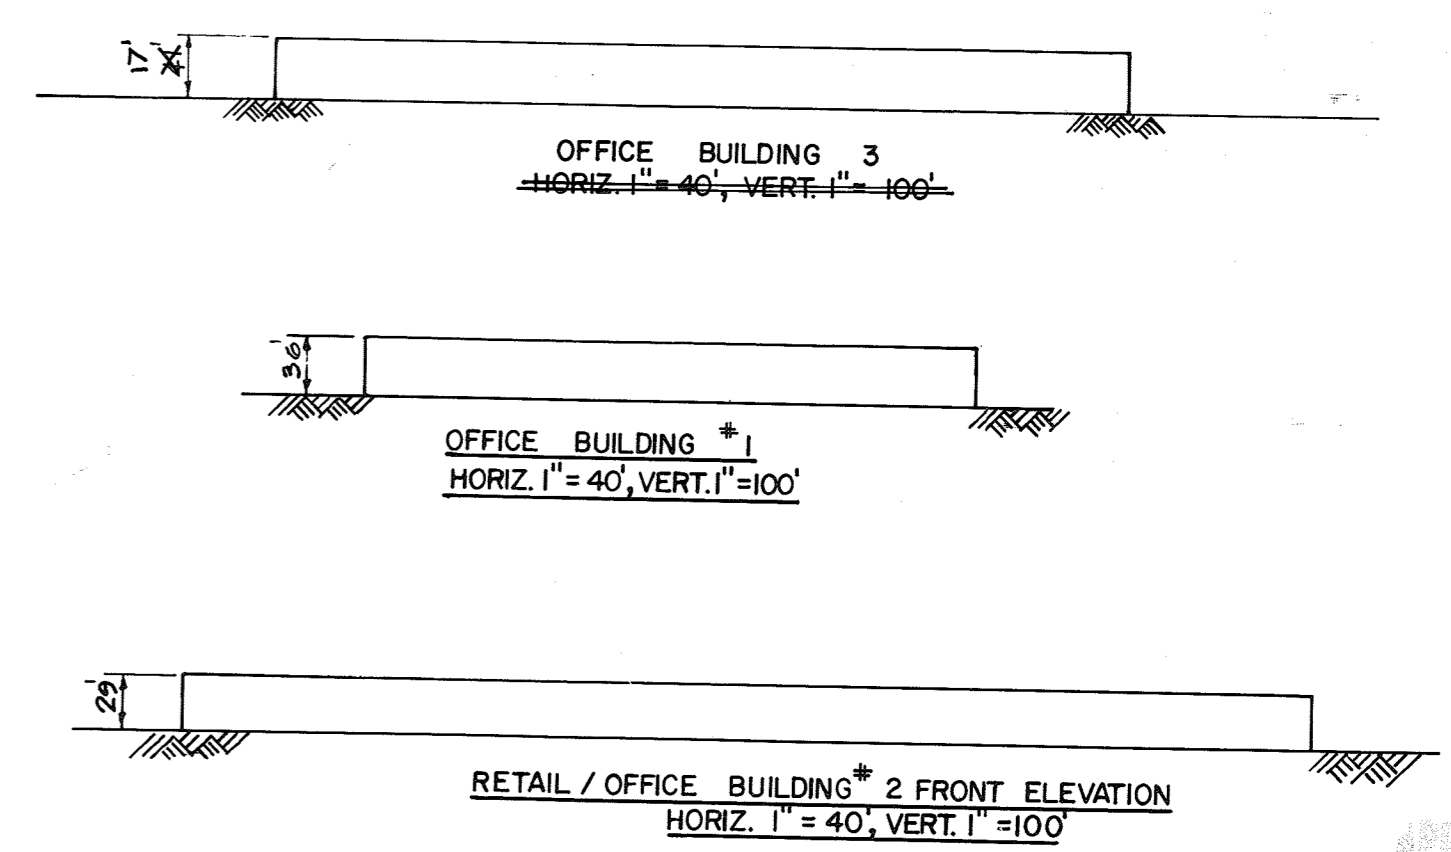 17'
OFFICE BUILDING 3
HORIZ. 1" = 40', VERT. 1" = 100'
36'
OFFICE BUILDING #1
HORIZ. 1" = 40', VERT. 1" =100'
29'
RETAIL / OFFICE BUILDING # 2 FRONT ELEVATION
HORIZ. 1" = 40', VERT. 1" =100'